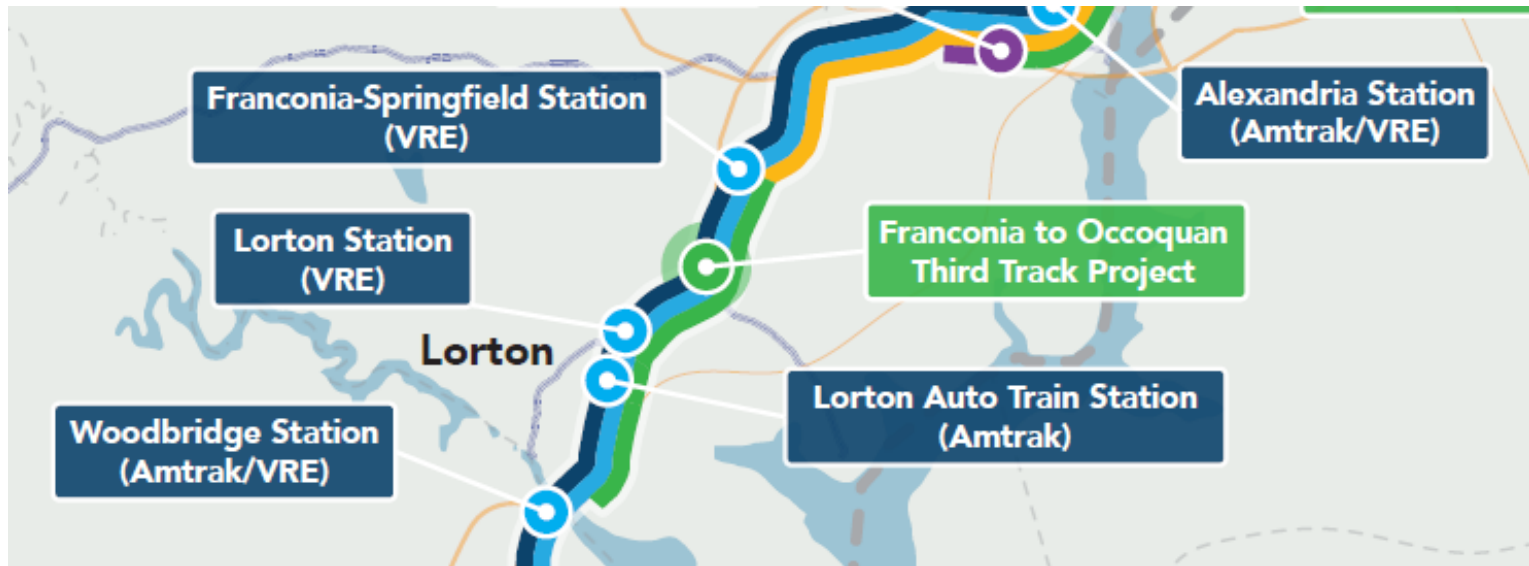 Franconia-Springfield Station
(VRE)
Alexandria Station
(Amtrak/VRE)
Lorton Station
(VRE)
Franconia to Occoquan
Third Track Project
Lorton
Lorton Auto Train Station
(Amtrak)
Woodbridge Station
(Amtrak/VRE)